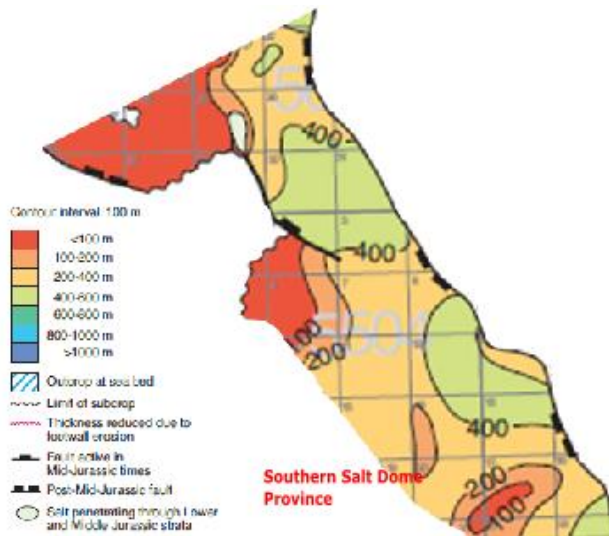 400
400
Contour interval: 100 m
<100 m
100-200 m
200-400 m
400-600 m
600-800 m
800-1000 m
>1000 m
100
200
5504
400
200
100
Outcrop at sea bed
Limit of subcrop
Thickness reduced due to
footwall erosion
Fault active in
Mid-Jurassic times
Post-Mid-Jurassic fault
Salt penetrating through Lower
and Middle Jurassic strata
Southern Salt Dome
Province